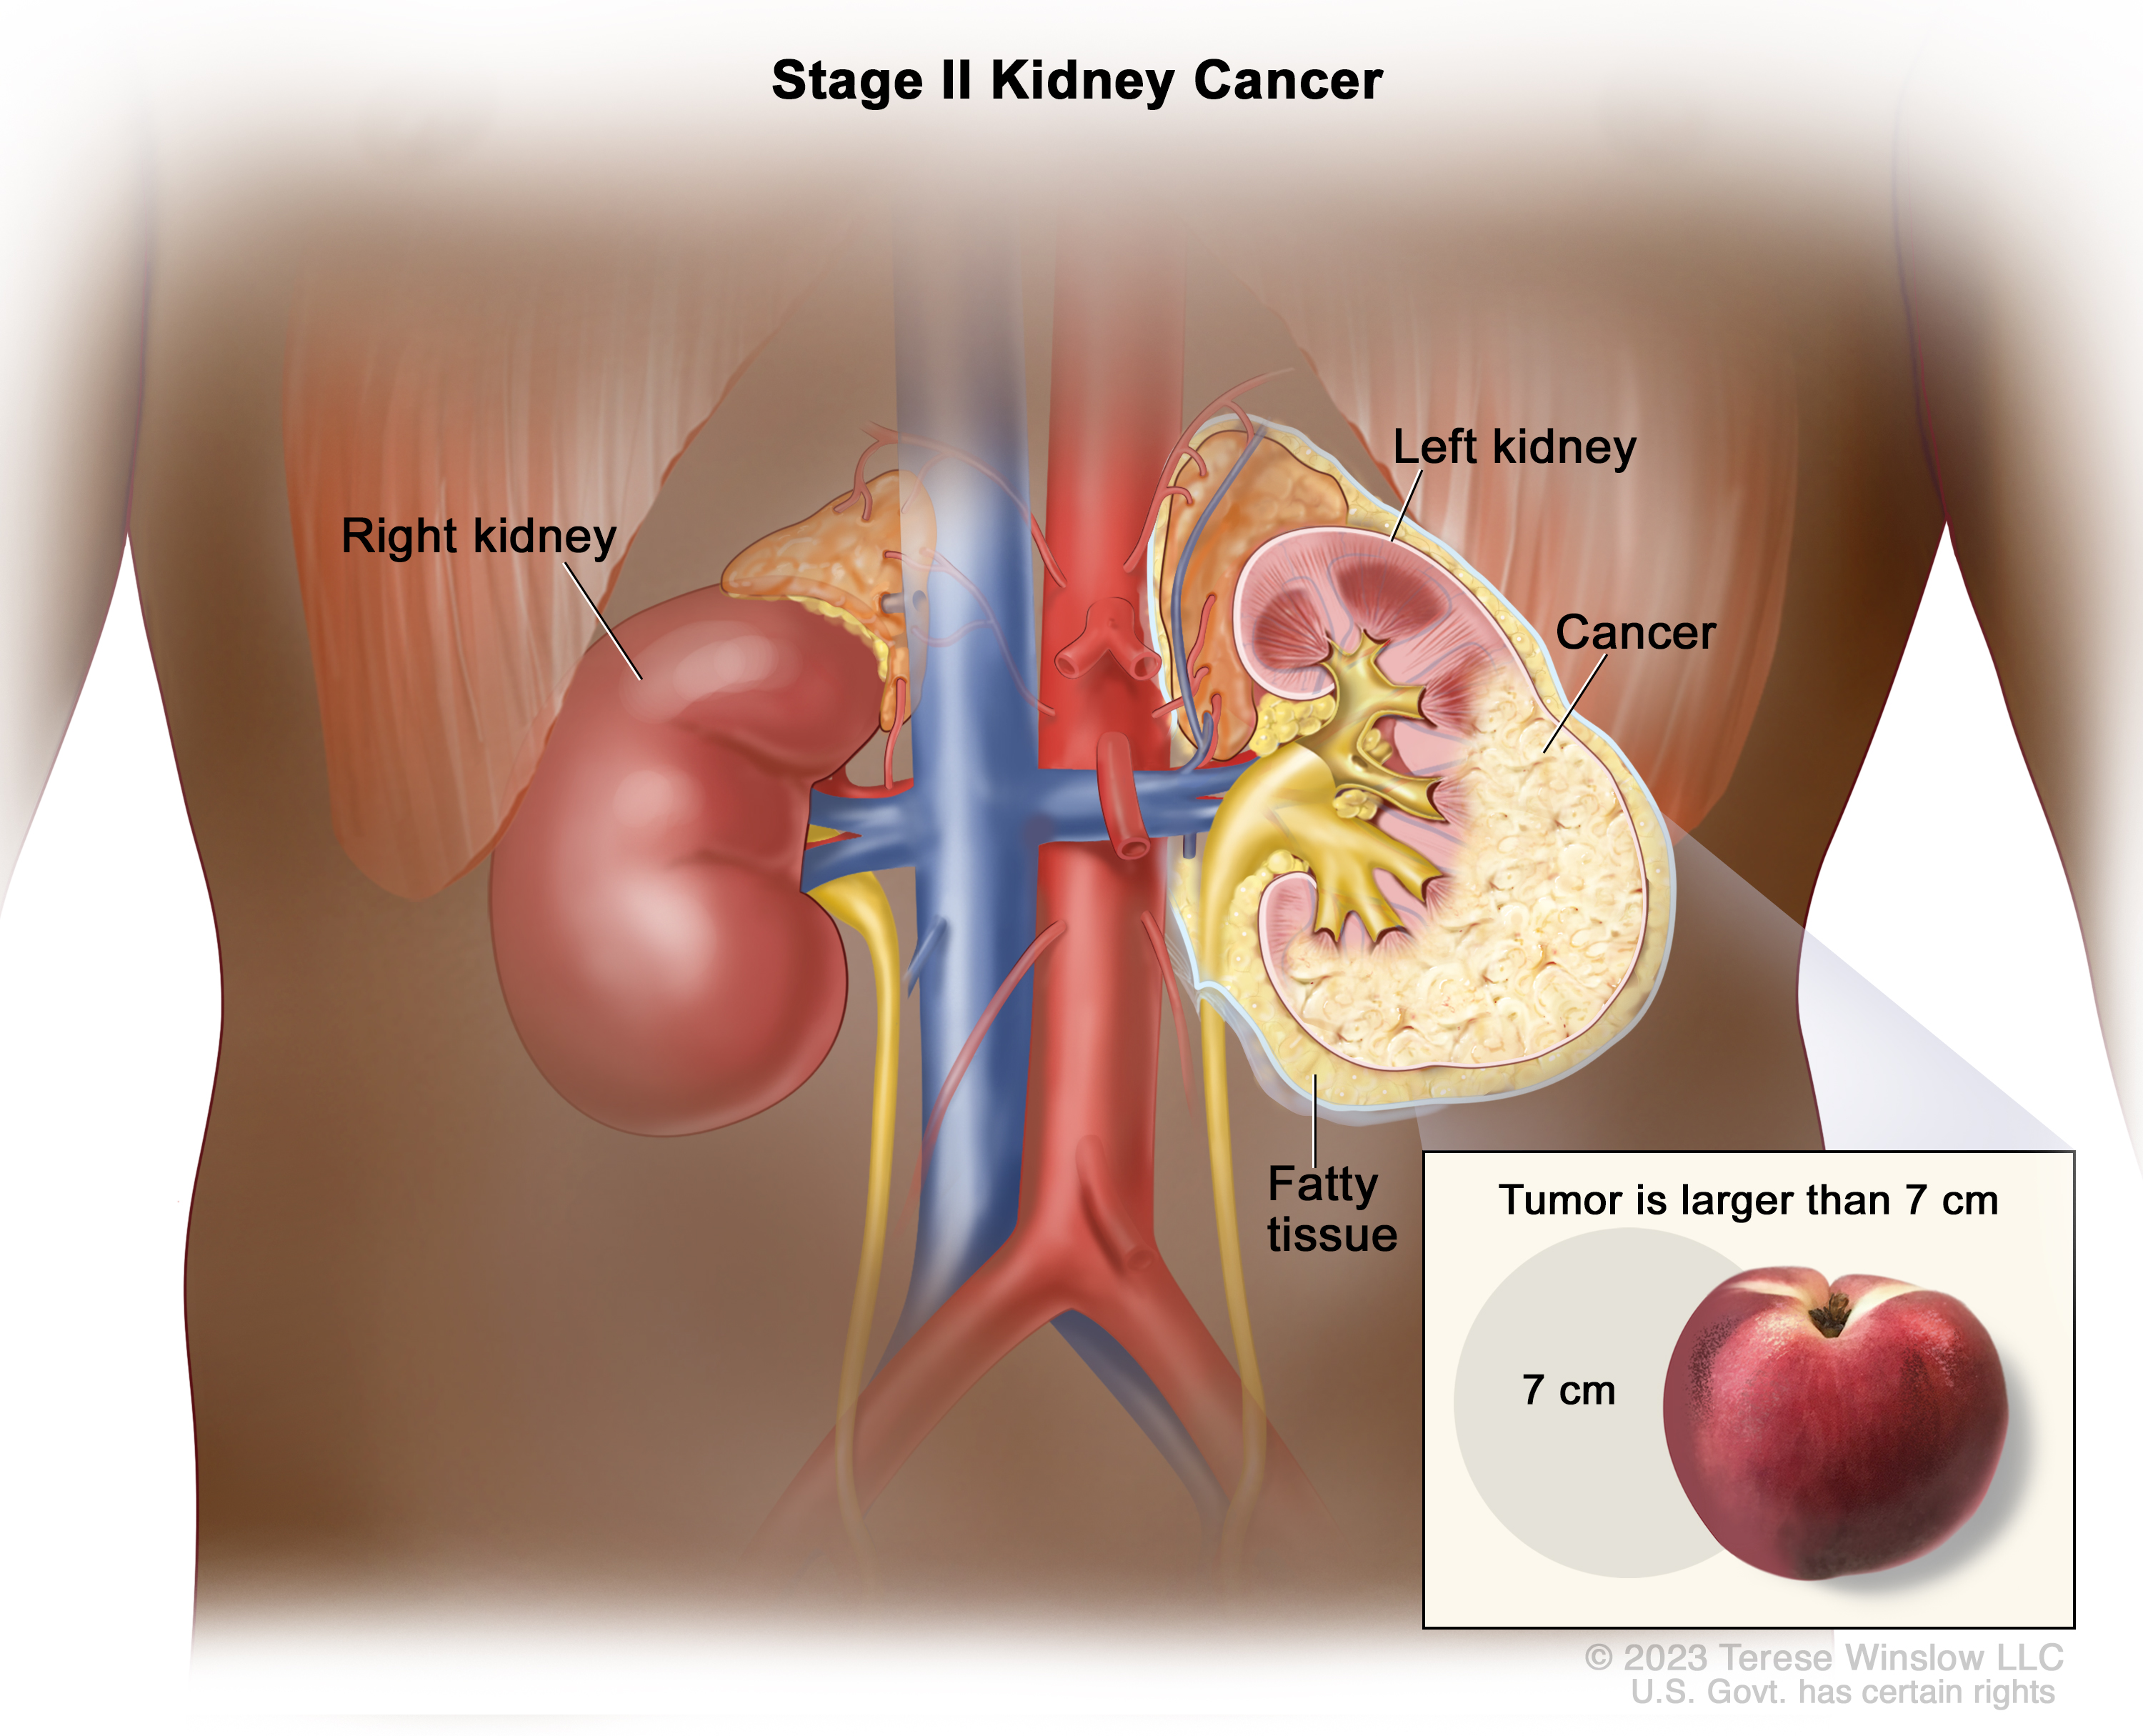 Stage II Kidney Cancer
Left kidney
Right kidney
Cancer
Fatty
tissue
Tumor is larger than 7 cm
7 cm
© 2023 Terese Winslow LLC
U.S. Govt. has certain rights